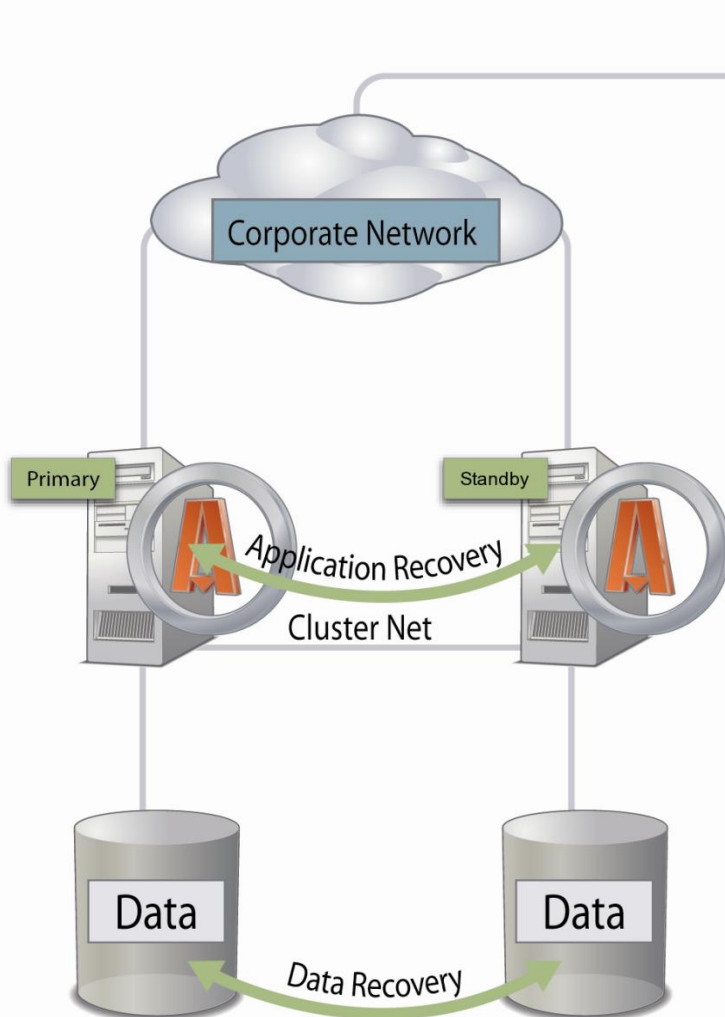 Corporate Network
Primary
Standby
A
A
Application Recovery
Cluster Net
Data
Data
Data Recovery